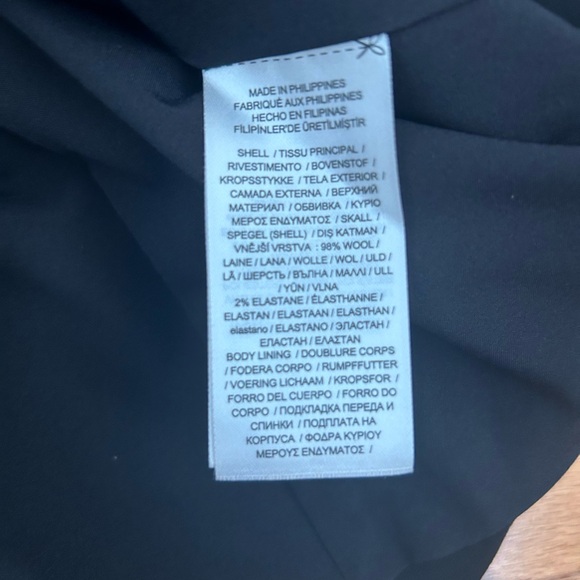 MADE IN PHILIPPINES
FABRIQUÉ AUX PHILIPPINES
HECHO EN FILIPINAS
FİLİPİNLER'DE ÜRETİLMİŞTİR
SHELL / TISSU PRINCIPAL /
RIVESTIMENTO / BOVENSTOF /
KROPSSTYKKE / TELA EXTERIOR /
CAMADA EXTERNA / ВЕРХНИЙ
МАТЕРИАЛ / ОБВИВКА / ΚΥΡΙΟ
ΜΕΡΟΣ ΕΝΔΥΜΑΤΟΣ / SKALL /
SPEGEL (SHELL) / DIŞ KATMAN /
VNĚJŠÍ VRSTVA : 98% WOOL /
LAINE / LANA / WOLLE / WOL / ULD /
LÃ / ШЕРСТЬ / ВЪЛНА / ΜΑΛΛΙ / ULL
/ YÜN / VLNA
2% ELASTANE / ÉLASTHANNE /
ELASTAN / ELASTAAN / ELASTHAN /
elastano / ELASTANO / ЭЛАСТАН /
ЕЛАСТАН / ΕΛΑΣΤΑΝ
BODY LINING / DOUBLURE CORPS
/ FODERA CORPO / RUMPFFUTTER
/ VOERING LICHAAM / KROPSFOR /
FORRO DEL CUERPO / FORRO DO
CORPO / ПОДКЛАДКА ПЕРЕДА И
СПИНКИ / ПОДПЛАТА НА
КОРПУСА / ΦΟΔΡΑ ΚΥΡΙΟΥ
ΜΕΡΟΥΣ ΕΝΔΥΜΑΤΟΣ /